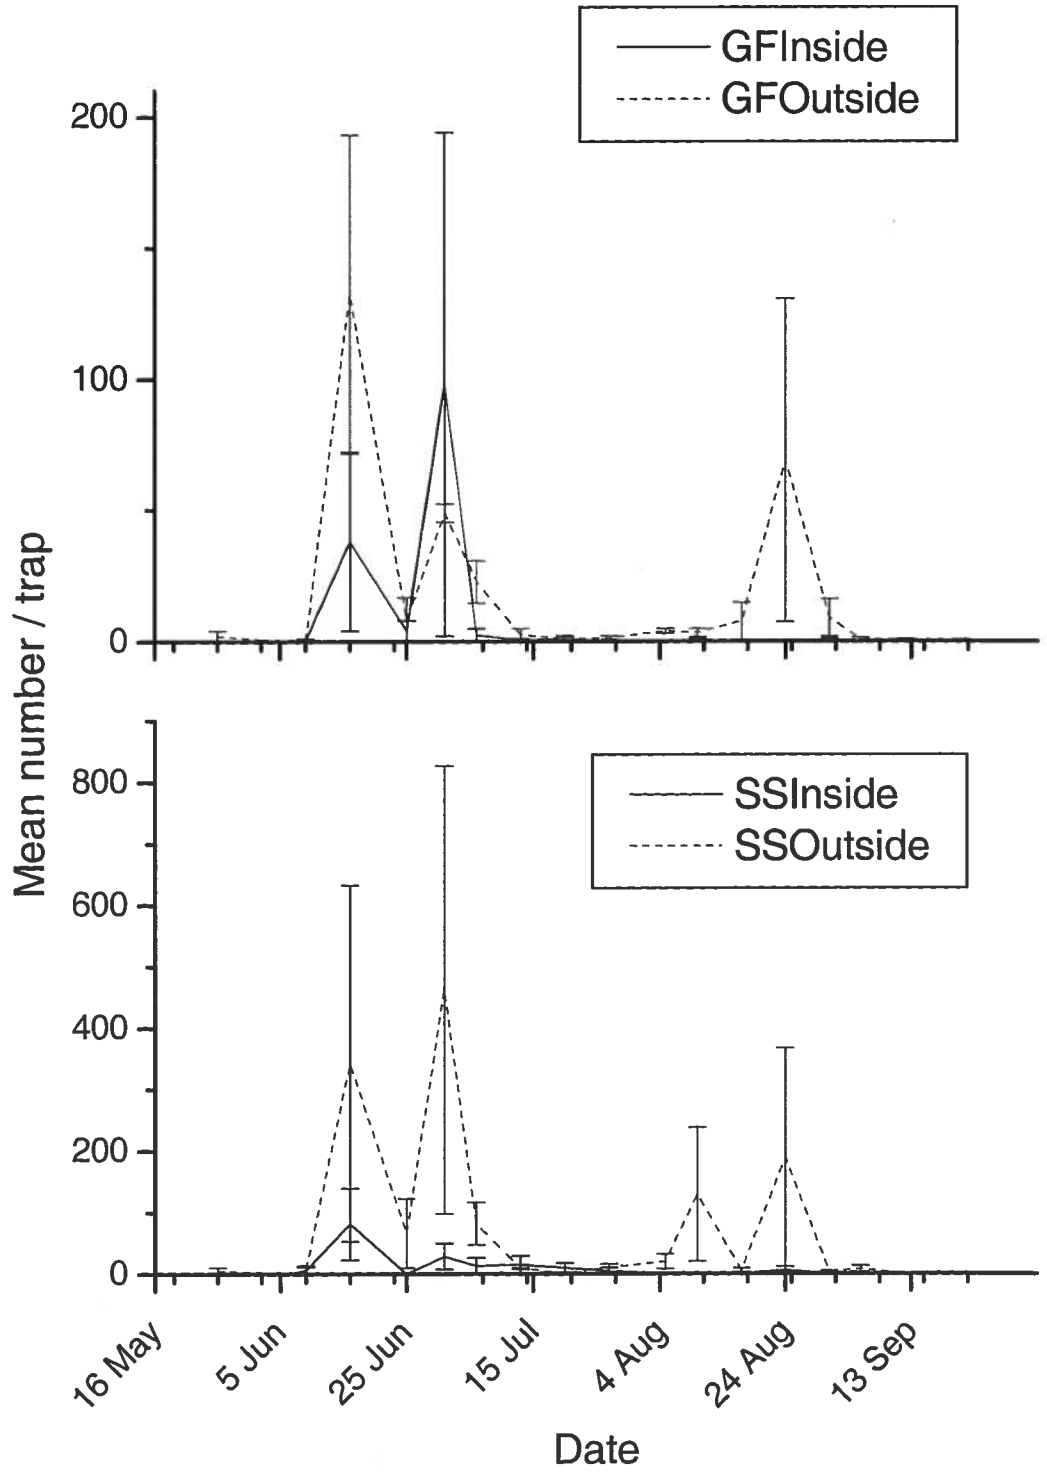 GFInside
GFOutside
200
100
0
Mean number / trap
SSInside
SSOutside
800
600
400
200
0
16 May
5 Jun
25 Jun
15 Jul
4 Aug
24 Aug
13 Sep
Date